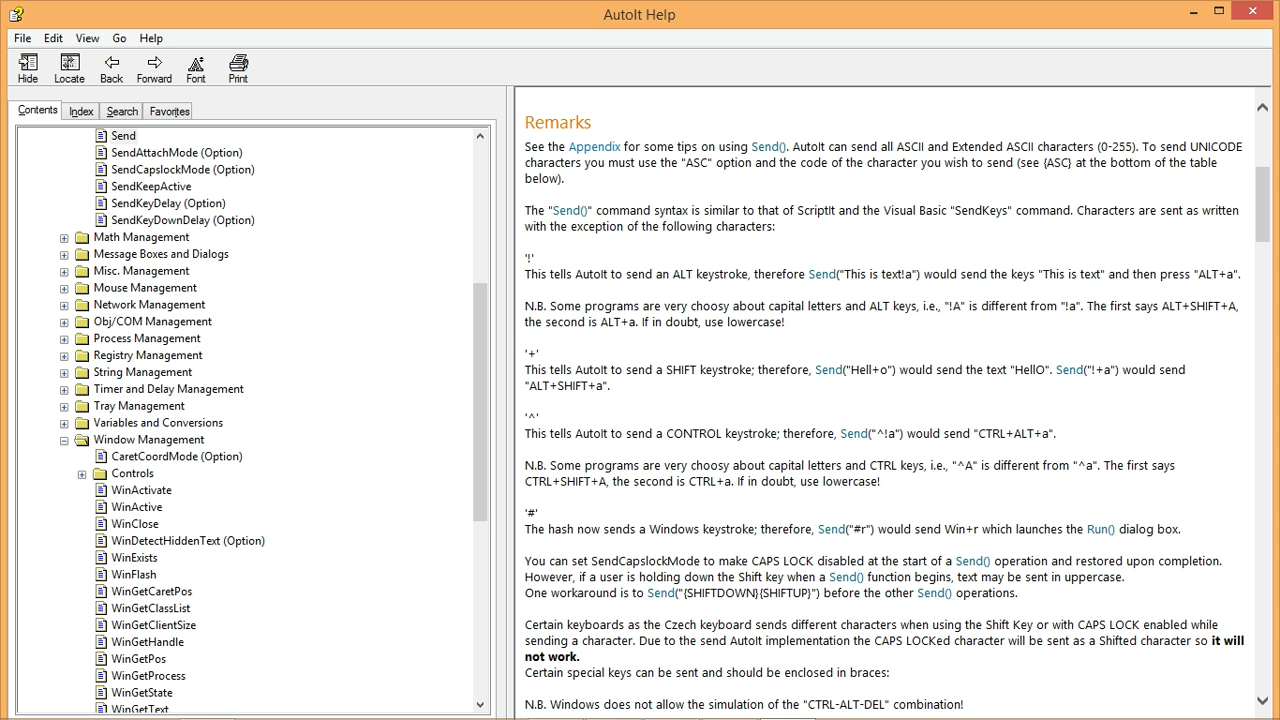 AutoIt Help
File Edit View Go Help
Hide Locate Back Forward Font Print
Contents Index Search Favorites
Send
SendAttachMode (Option)
SendCapslockMode (Option)
SendKeepActive
SendKeyDelay (Option)
SendKeyDownDelay (Option)
Math Management
Message Boxes and Dialogs
Misc. Management
Mouse Management
Network Management
Obj/COM Management
Process Management
Registry Management
String Management
Timer and Delay Management
Tray Management
Variables and Conversions
Window Management
CaretCoordMode (Option)
Controls
WinActivate
WinActive
WinClose
WinDetectHiddenText (Option)
WinExists
WinFlash
WinGetCaretPos
WinGetClassList
WinGetClientSize
WinGetHandle
WinGetPos
WinGetProcess
WinGetState
WinGetText
Remarks
See the Appendix for some tips on using Send(). AutoIt can send all ASCII and Extended ASCII characters (0-255). To send UNICODE
characters you must use the "ASC" option and the code of the character you wish to send (see {ASC} at the bottom of the table
below).
The "Send()" command syntax is similar to that of ScriptIt and the Visual Basic "SendKeys" command. Characters are sent as written
with the exception of the following characters:
'!'
This tells AutoIt to send an ALT keystroke, therefore Send("This is text!a") would send the keys "This is text" and then press "ALT+a".
N.B. Some programs are very choosy about capital letters and ALT keys, i.e., "!A" is different from "!a". The first says ALT+SHIFT+A,
the second is ALT+a. If in doubt, use lowercase!
'+'
This tells AutoIt to send a SHIFT keystroke; therefore, Send("Hell+o") would send the text "HellO". Send("!+a") would send
"ALT+SHIFT+a".
'^'
This tells AutoIt to send a CONTROL keystroke; therefore, Send("^!a") would send "CTRL+ALT+a".
N.B. Some programs are very choosy about capital letters and CTRL keys, i.e., "^A" is different from "^a". The first says
CTRL+SHIFT+A, the second is CTRL+a. If in doubt, use lowercase!
'#'
The hash now sends a Windows keystroke; therefore, Send("#r") would send Win+r which launches the Run() dialog box.
You can set SendCapslockMode to make CAPS LOCK disabled at the start of a Send() operation and restored upon completion.
However, if a user is holding down the Shift key when a Send() function begins, text may be sent in uppercase.
One workaround is to Send("{SHIFTDOWN}{SHIFTUP}") before the other Send() operations.
Certain keyboards as the Czech keyboard sends different characters when using the Shift Key or with CAPS LOCK enabled while
sending a character. Due to the send AutoIt implementation the CAPS LOCKed character will be sent as a Shifted character so it will
not work.
Certain special keys can be sent and should be enclosed in braces:
N.B. Windows does not allow the simulation of the "CTRL-ALT-DEL" combination!